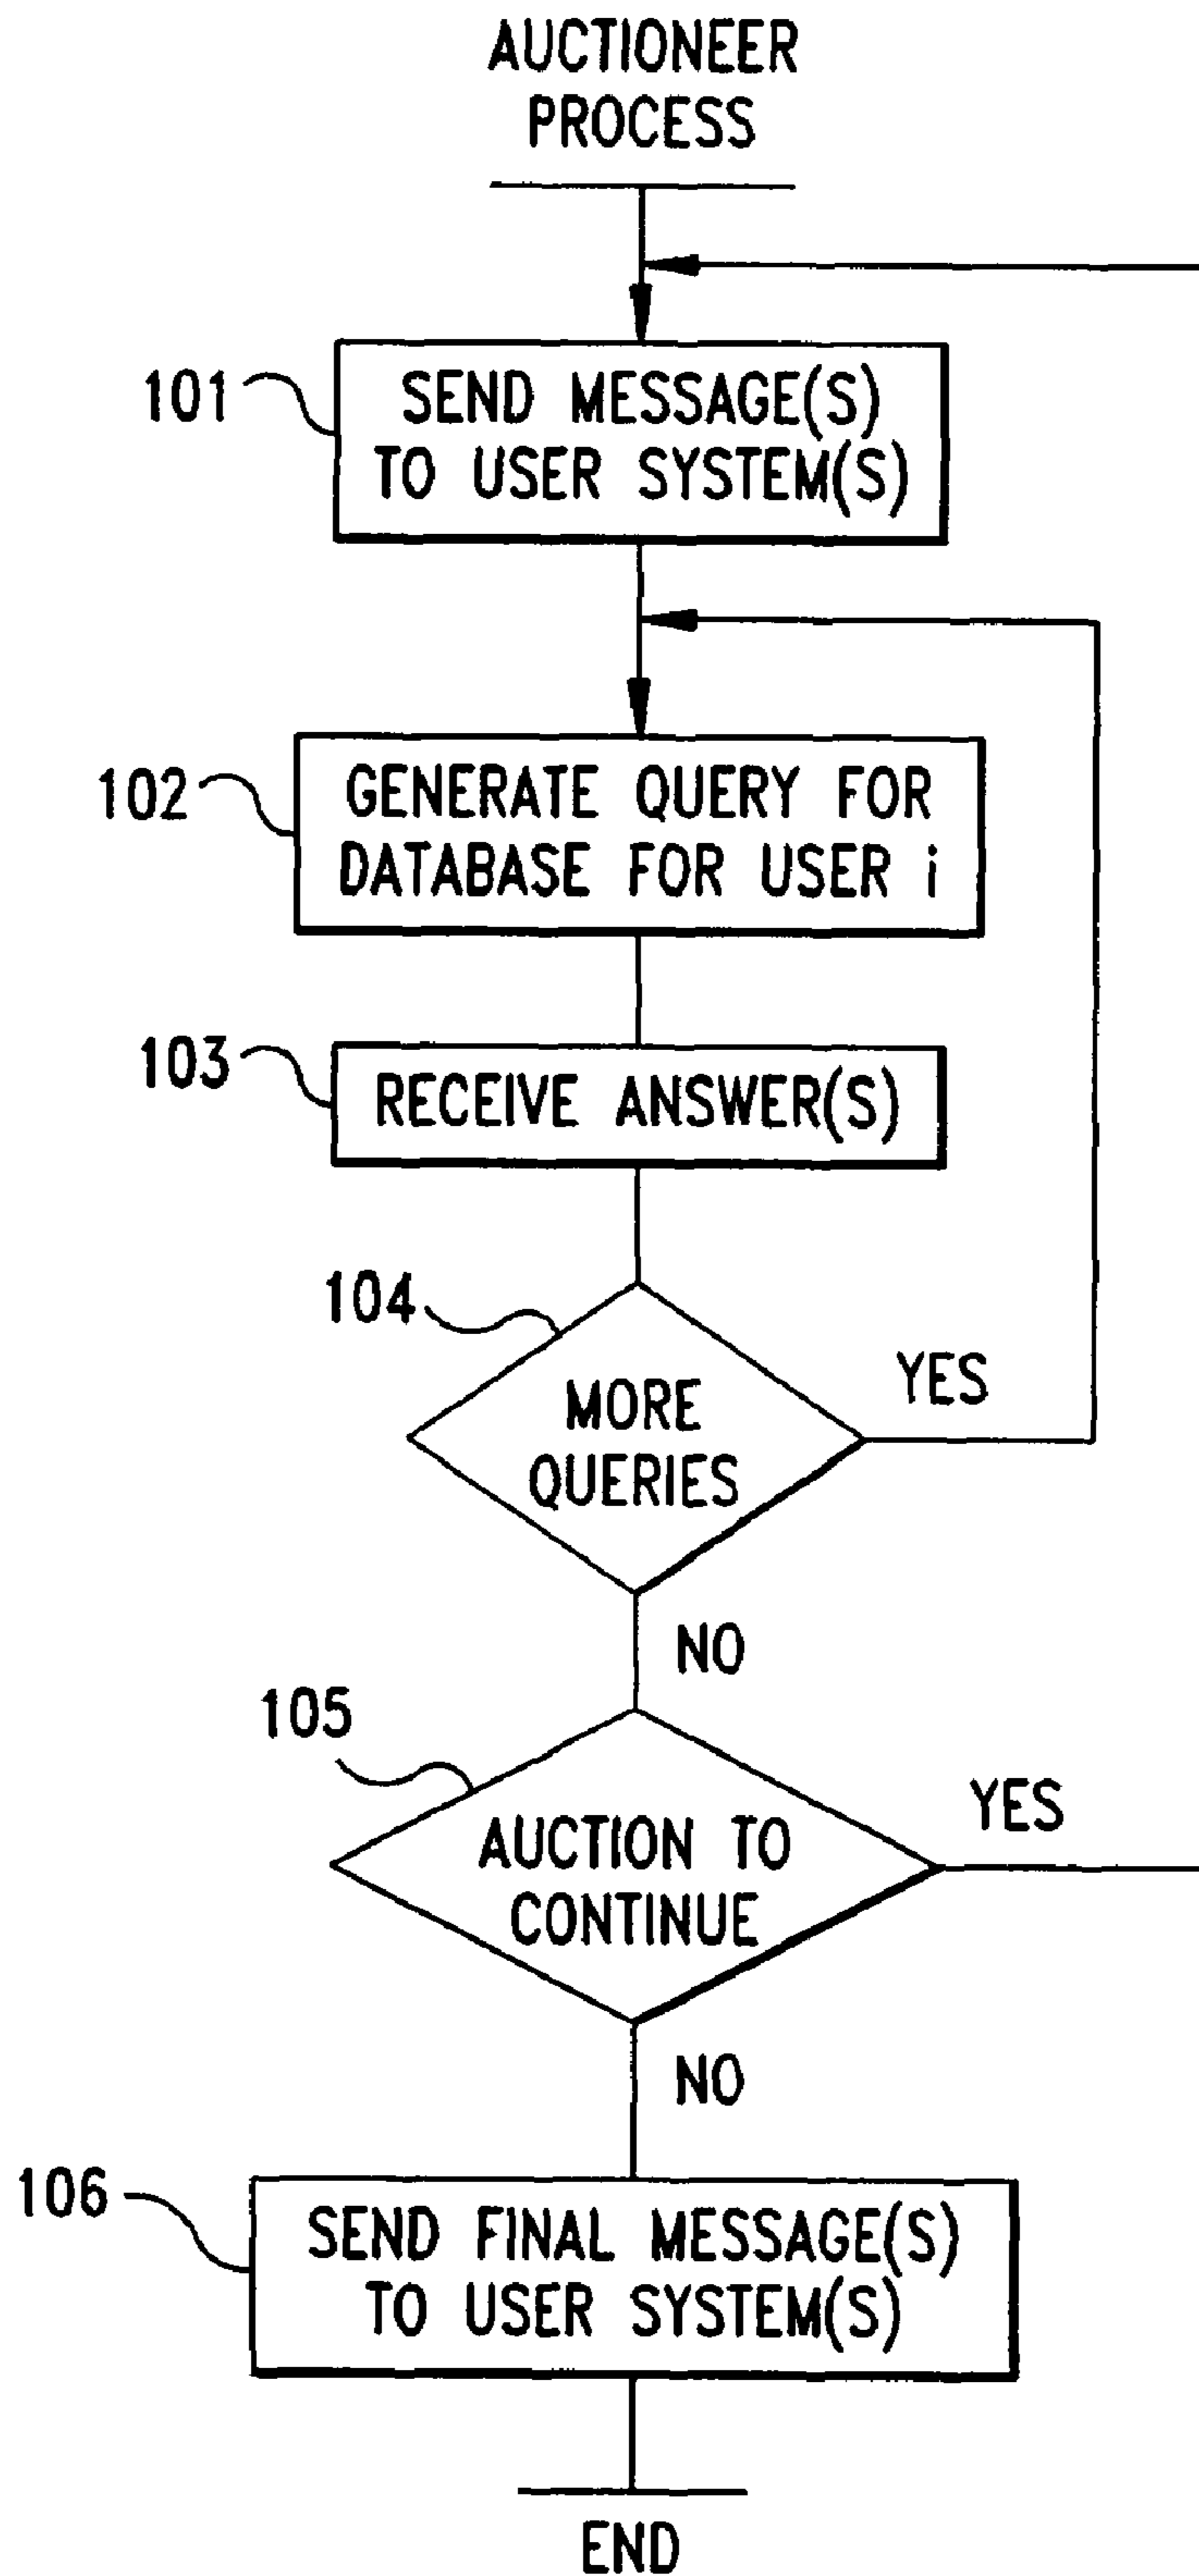 AUCTIONEER
PROCESS
101
SEND MESSAGE(S)
TO USER SYSTEM(S)
102
GENERATE QUERY FOR
DATABASE FOR USER i
103
RECEIVE ANSWER(S)
104
MORE
QUERIES
YES
NO
105
AUCTION TO
CONTINUE
YES
NO
106
SEND FINAL MESSAGE(S)
TO USER SYSTEM(S)
END